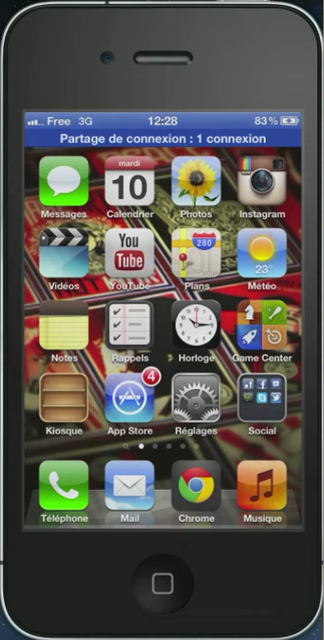 Free 3G 12:28 83 %
Partage de connexion : 1 connexion
mardi
10
280
You
Tube
23°
4
Messages Calendrier Photos Instagram
Vidéos YouTube Plans Météo
Notes Rappels Horloge Game Center
Kiosque App Store Réglages Social
Téléphone Mail Chrome Musique